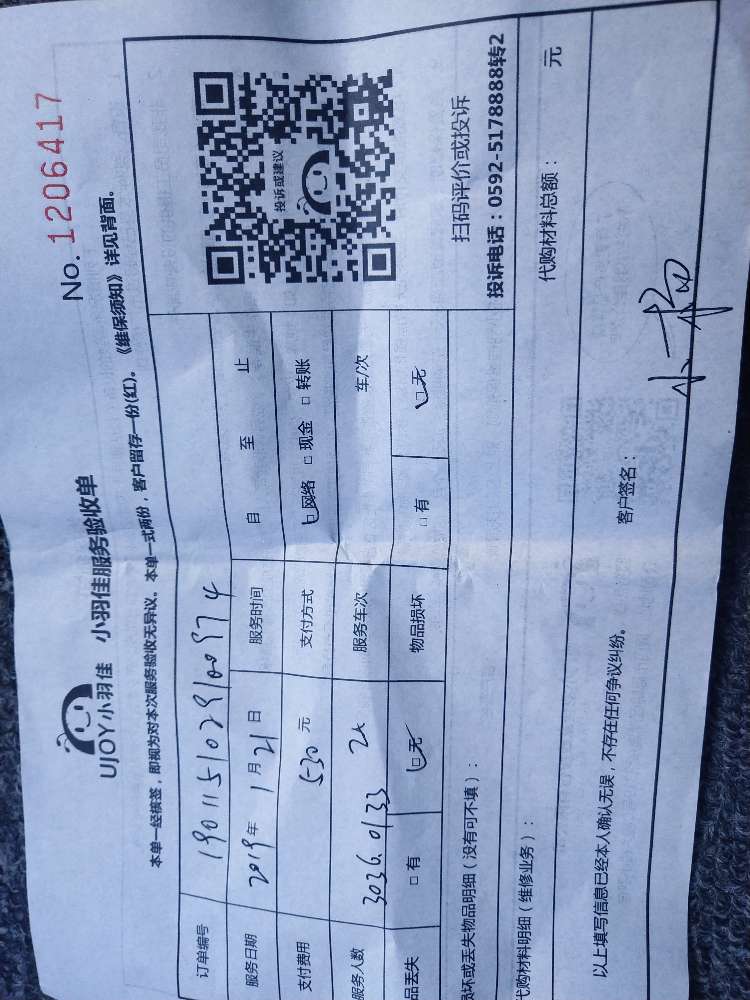 No. 1206417
UJOY小羽佳 小羽佳服务验收单
本单一经核签，即视为对本次服务验收无异议。本单一式两份，客户留存一份(红)。《维保须知》详见背面。
订单编号 1901151029100974
服务日期 2019年 1月 21日 服务时间 自 至 止
支付费用 530 元 支付方式 网络 □ 现金 □ 转账
服务人数 3036.0133 2人 服务车次 车/次
品丢失 □ 有 □ 无 物品损坏 □ 有 □ 无
投诉或建议
扫码评价或投诉
投诉电话：0592-5178888转2
损坏或丢失物品明细（没有可不填）：
代购材料明细（维修业务）： 代购材料总额： 元
以上填写信息已经本人确认无误，不存在任何争议纠纷。 客户签名：